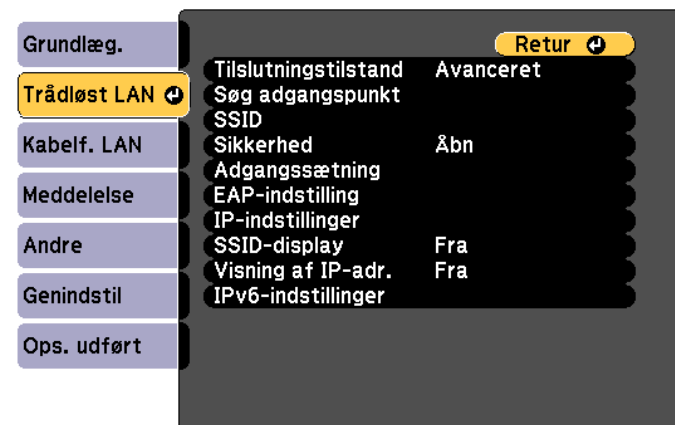 Grundlæg.
Trådløst LAN
Kabelf. LAN
Meddelelse
Andre
Genindstil
Ops. udført
Retur
Tilslutningstilstand Avanceret
Søg adgangspunkt
SSID
Sikkerhed Åbn
Adgangssætning
EAP-indstilling
IP-indstillinger
SSID-display Fra
Visning af IP-adr. Fra
IPv6-indstillinger